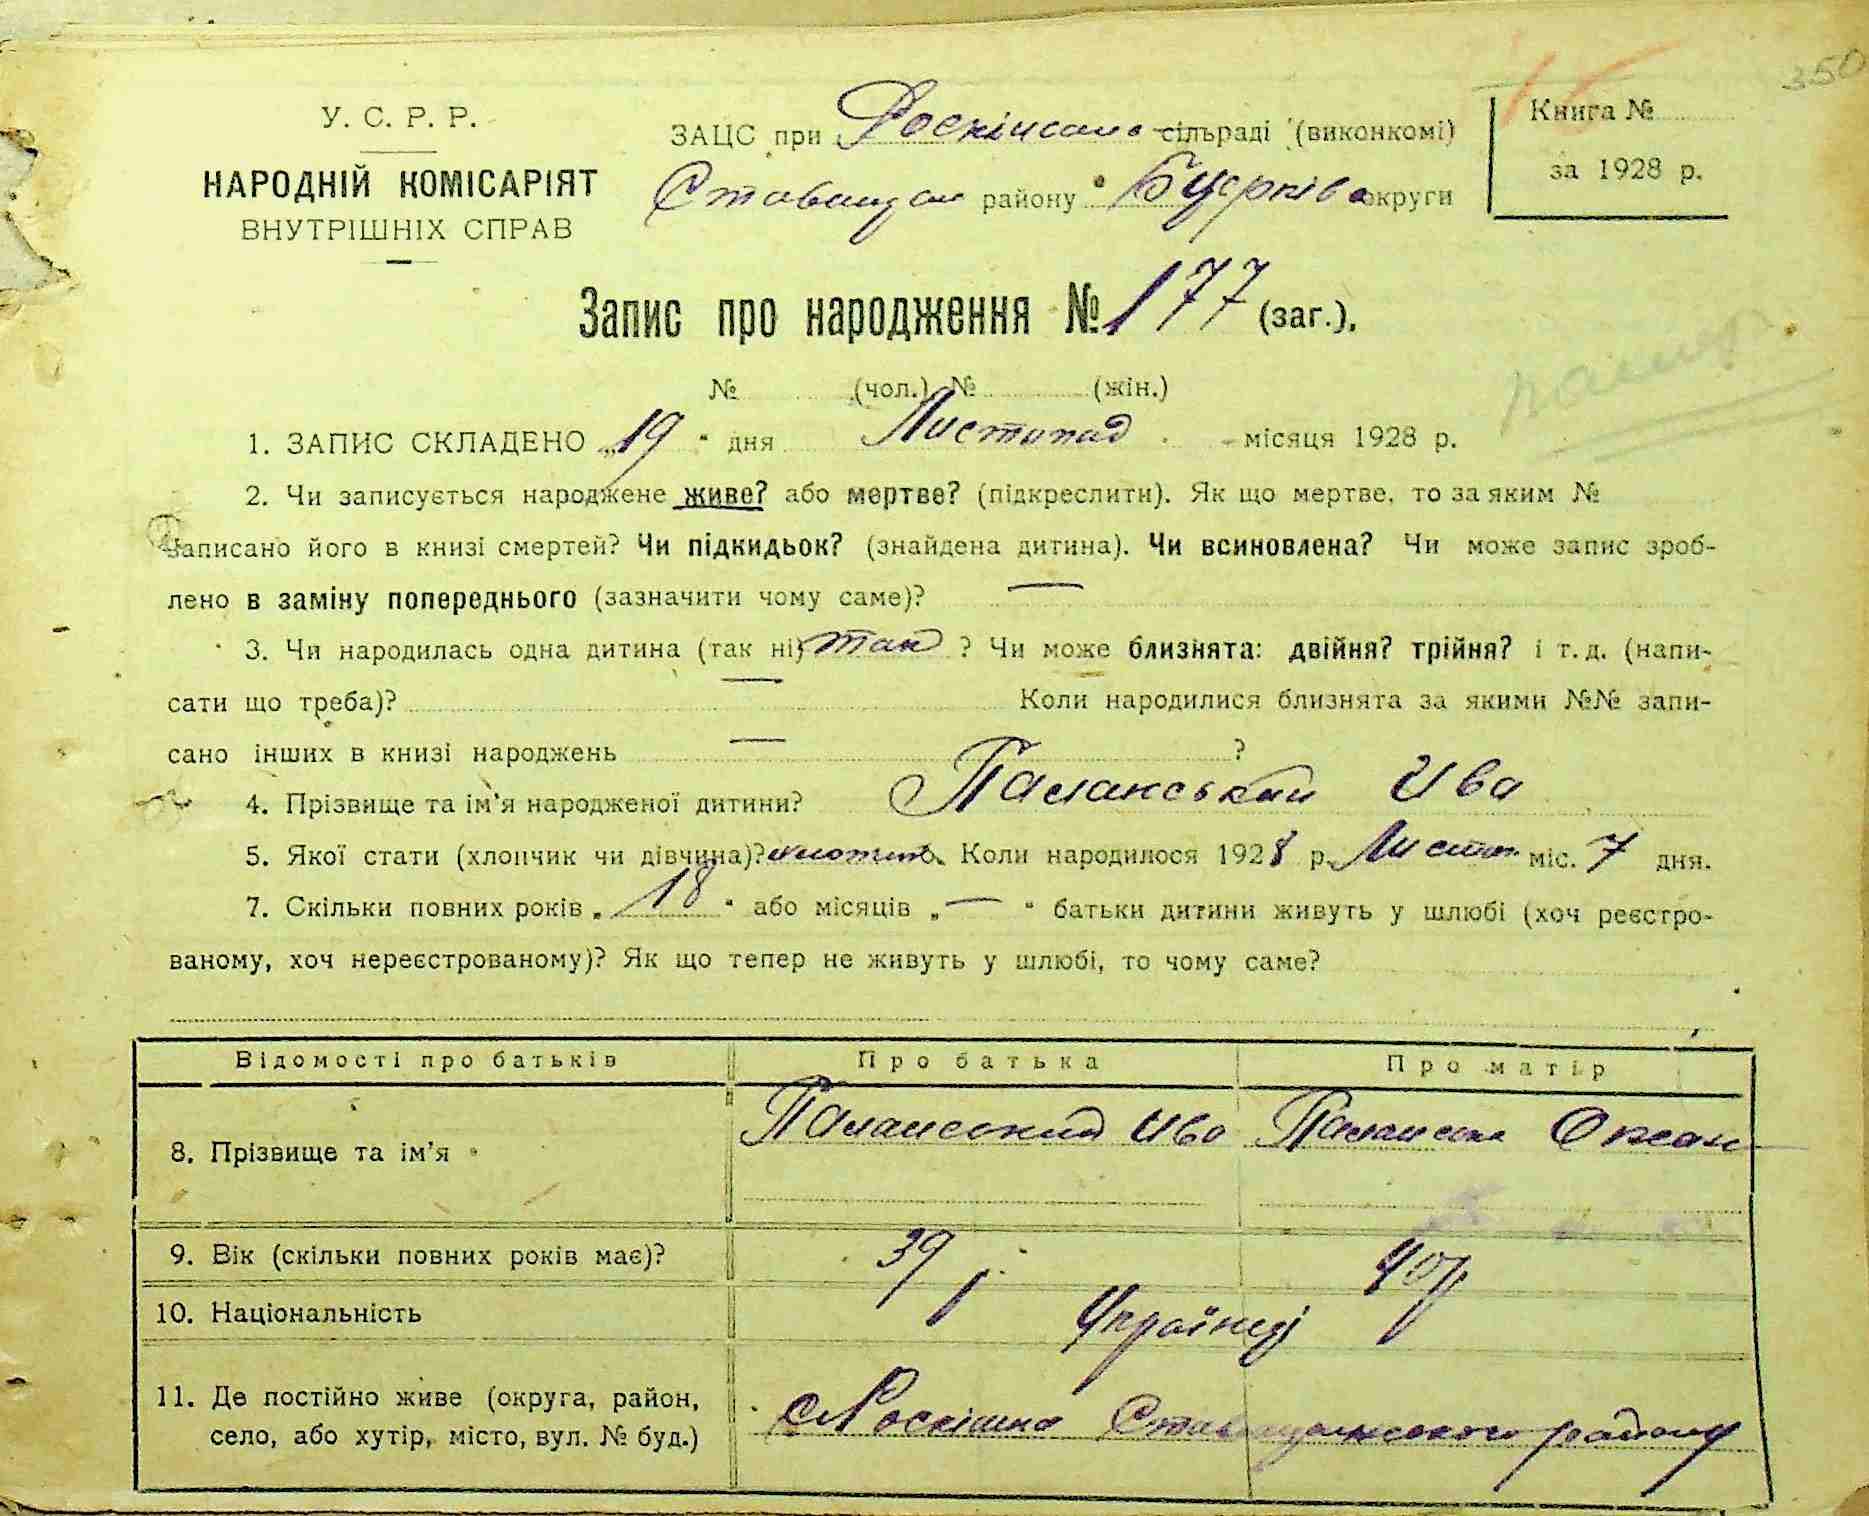 350
У. С. Р. Р.
НАРОДНІЙ КОМІСАРІЯТ
ВНУТРІШНІХ СПРАВ
ЗАЦС при Роскішсано сільраді (виконкомі)
Ставищан району Бцерків округи
Книга №
за 1928 р.
Запис про народження № 177 (заг.).
№ (чол.) № (жін.)
1. ЗАПИС СКЛАДЕНО „19 “ дня Листопад місяця 1928 р.
2. Чи записується народжене живе? або мертве? (підкреслити). Як що мертве, то за яким №
записано його в книзі смертей? Чи підкидьок? (знайдена дитина). Чи всиновлена? Чи може запис зроб-
лено в заміну попереднього (зазначити чому саме)? —
3. Чи народилась одна дитина (так ні) так ? Чи може близнята: двійня? трійня? і т. д. (напи-
сати що треба)? — Коли народилися близнята за якими №№ запи-
сано інших в книзі народжень — ?
4. Прізвище та ім'я народженої дитини? Паланський Ива
5. Якої стати (хлопчик чи дівчина)? Коли народилося 1928 р. Листоп міс. 7 дня.
7. Скільки повних років „ 18 “ або місяців „ — “ батьки дитини живуть у шлюбі (хоч реєстро-
ваному, хоч нереєстрованому)? Як що тепер не живуть у шлюбі, то чому саме?
Відомості про батьків Про батька Про матір
8. Прізвище та ім'я Паланський Ива Паланська Оксан
9. Вік (скільки повних років має)? 39 р. 40 р
10. Національність Українці
11. Де постійно живе (округа, район, с Роскішна Ставищанського району
село, або хутір, місто, вул. № буд.)